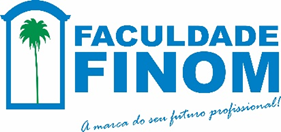 FACULDADE
FINOM
A marca do seu futuro profissional!